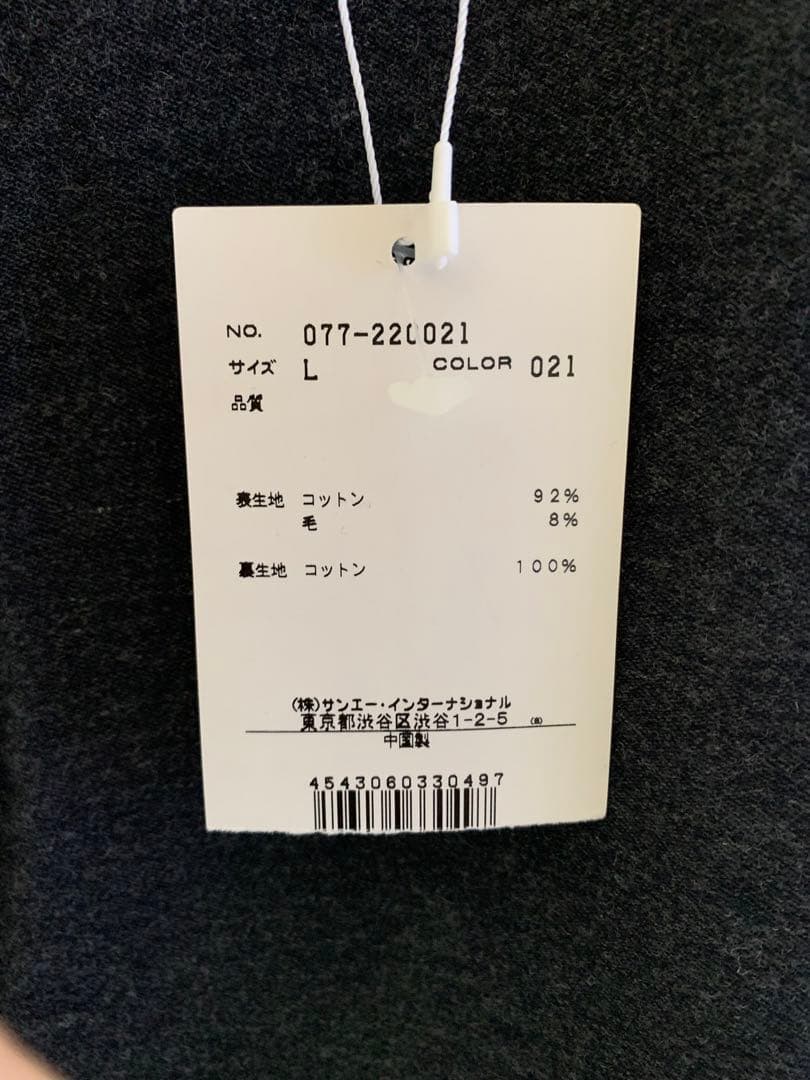 NO. 077-220021
サイズ L COLOR 021
品質
表生地 コットン 92%
毛 8%
裏生地 コットン 100%
(株)サンエー・インターナショナル
東京都渋谷区渋谷1-2-5
中国製
4543060330497